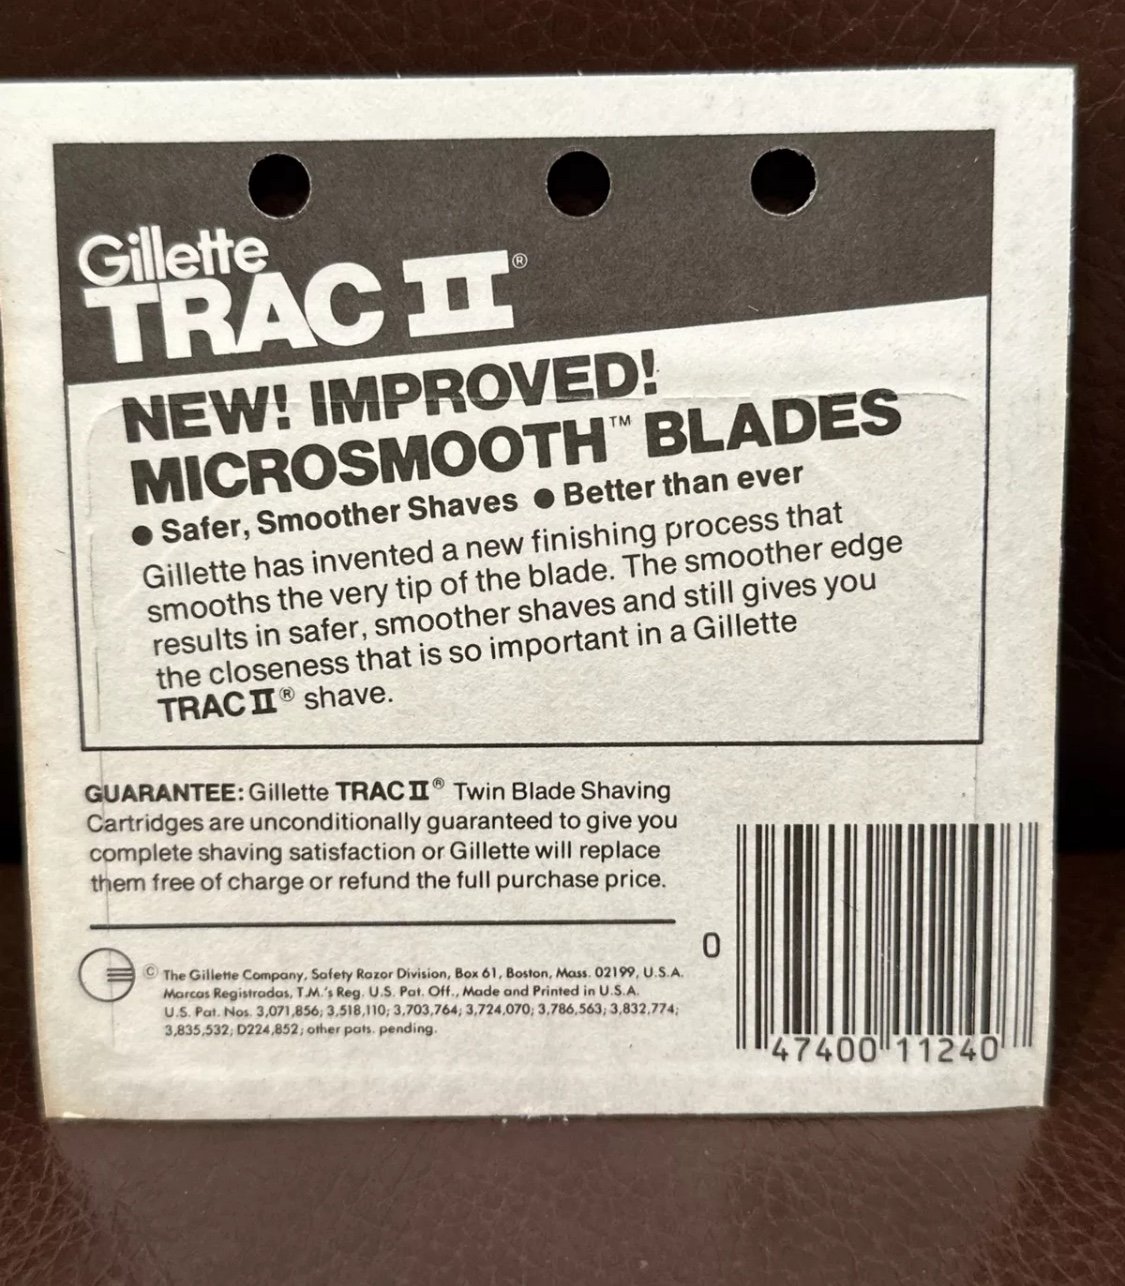 Gillette
TRAC II®
NEW! IMPROVED!
MICROSMOOTH™ BLADES
● Safer, Smoother Shaves ● Better than ever
Gillette has invented a new finishing process that
smooths the very tip of the blade. The smoother edge
results in safer, smoother shaves and still gives you
the closeness that is so important in a Gillette
TRAC II® shave.
GUARANTEE: Gillette TRAC II® Twin Blade Shaving
Cartridges are unconditionally guaranteed to give you
complete shaving satisfaction or Gillette will replace
them free of charge or refund the full purchase price.
© The Gillette Company, Safety Razor Division, Box 61, Boston, Mass. 02199, U.S.A.
Marcas Registradas, T.M.'s Reg. U.S. Pat. Off., Made and Printed in U.S.A.
U.S. Pat. Nos. 3,071,856; 3,518,110; 3,703,764; 3,724,070; 3,786,563; 3,832,774;
3,835,532; D224,852; other pats. pending.
0 47400 11240